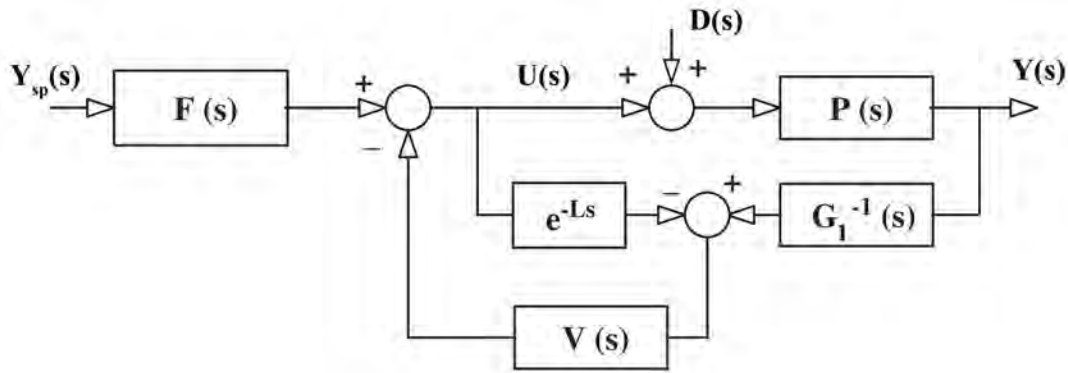 D(s)
Y_sp(s)
U(s)
Y(s)
F (s)
+
+
+
P (s)
−
e^-Ls
−
+
G_1^-1 (s)
V (s)